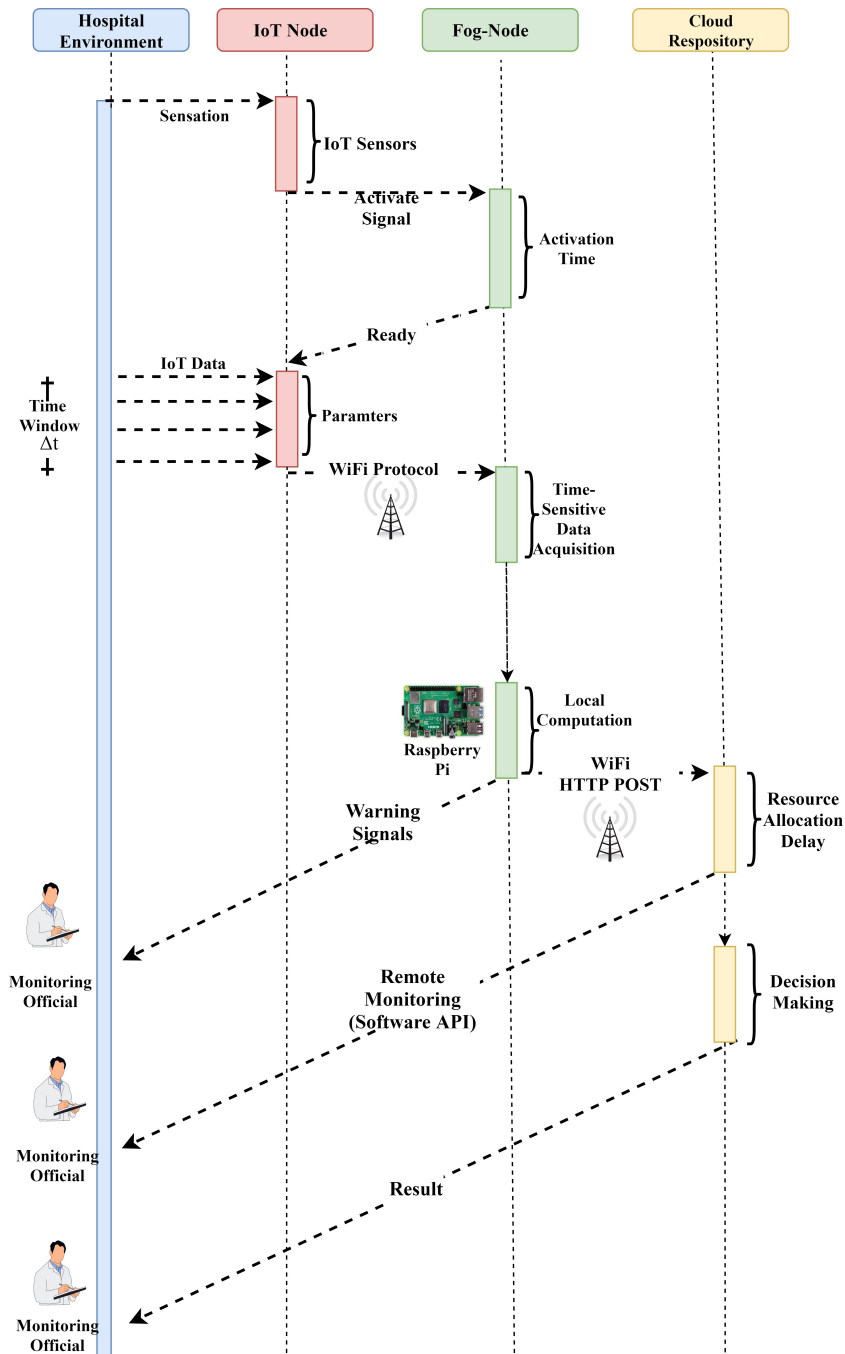 Hospital
Environment
IoT Node
Fog-Node
Cloud
Respository
Sensation
IoT Sensors
Activate
Signal
Activation
Time
Ready
IoT Data
Time
Window
Δt
Paramters
WiFi Protocol
Time-
Sensitive
Data
Acquisition
Local
Computation
Raspberry
Pi
WiFi
HTTP POST
Resource
Allocation
Delay
Warning
Signals
Monitoring
Official
Remote
Monitoring
(Software API)
Decision
Making
Monitoring
Official
Result
Monitoring
Official